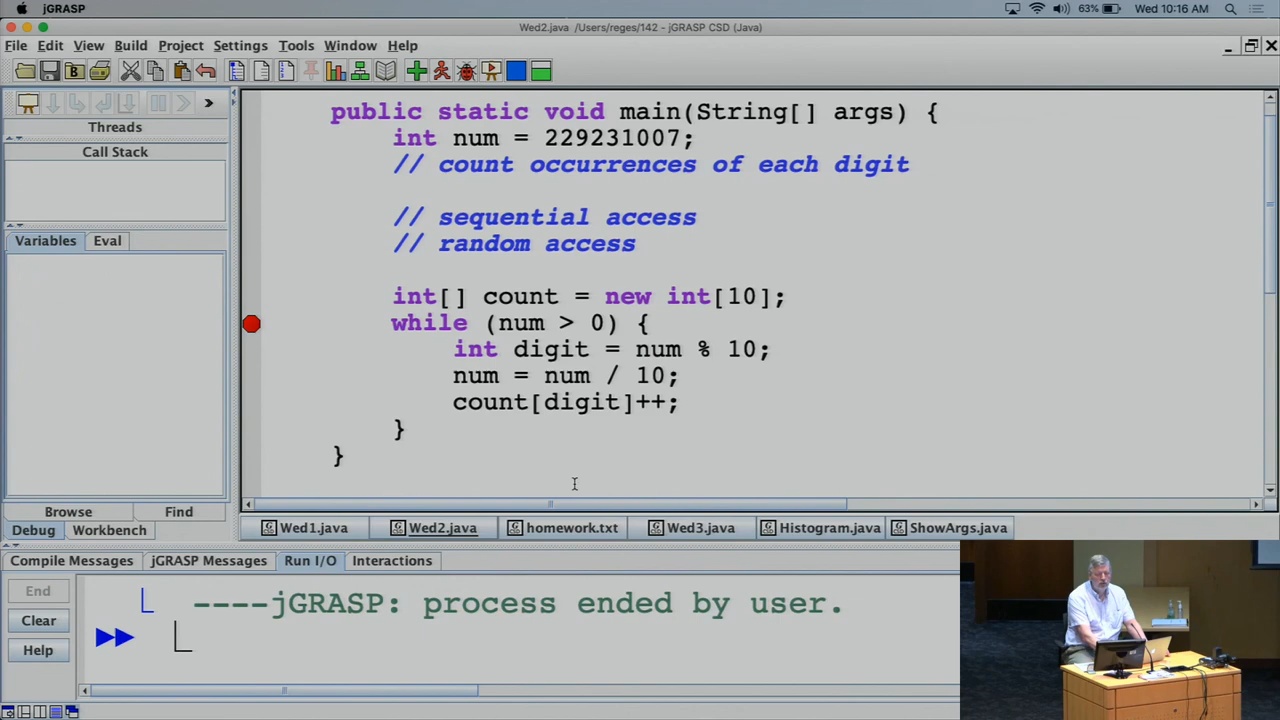 jGRASP 63% Wed 10:16 AM
Wed2.java /Users/reges/142 - jGRASP CSD (Java)
File Edit View Build Project Settings Tools Window Help
Threads
Call Stack
Variables Eval
Browse Find
Debug Workbench
public static void main(String[] args) {
int num = 229231007;
// count occurrences of each digit
// sequential access
// random access
int[] count = new int[10];
while (num > 0) {
int digit = num % 10;
num = num / 10;
count[digit]++;
}
}
Wed1.java Wed2.java homework.txt Wed3.java Histogram.java ShowArgs.java
Compile Messages jGRASP Messages Run I/O Interactions
End
Clear
Help
----jGRASP: process ended by user.